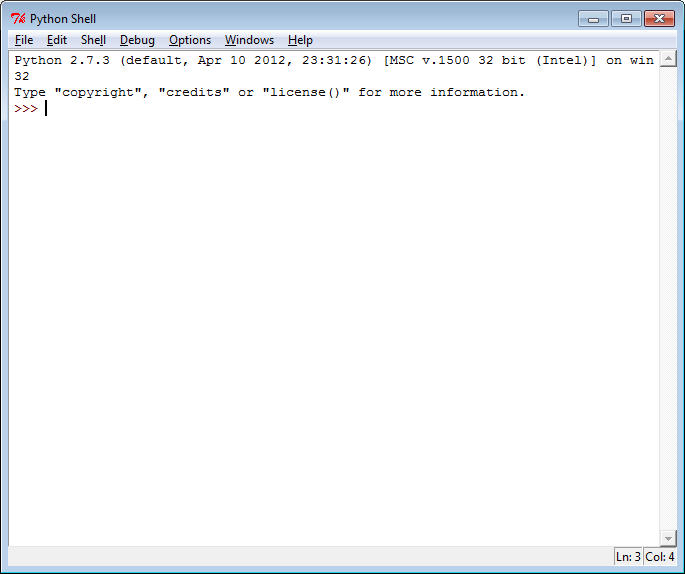 Python Shell
File Edit Shell Debug Options Windows Help
Python 2.7.3 (default, Apr 10 2012, 23:31:26) [MSC v.1500 32 bit (Intel)] on win
32
Type "copyright", "credits" or "license()" for more information.
>>>
Ln: 3 Col: 4